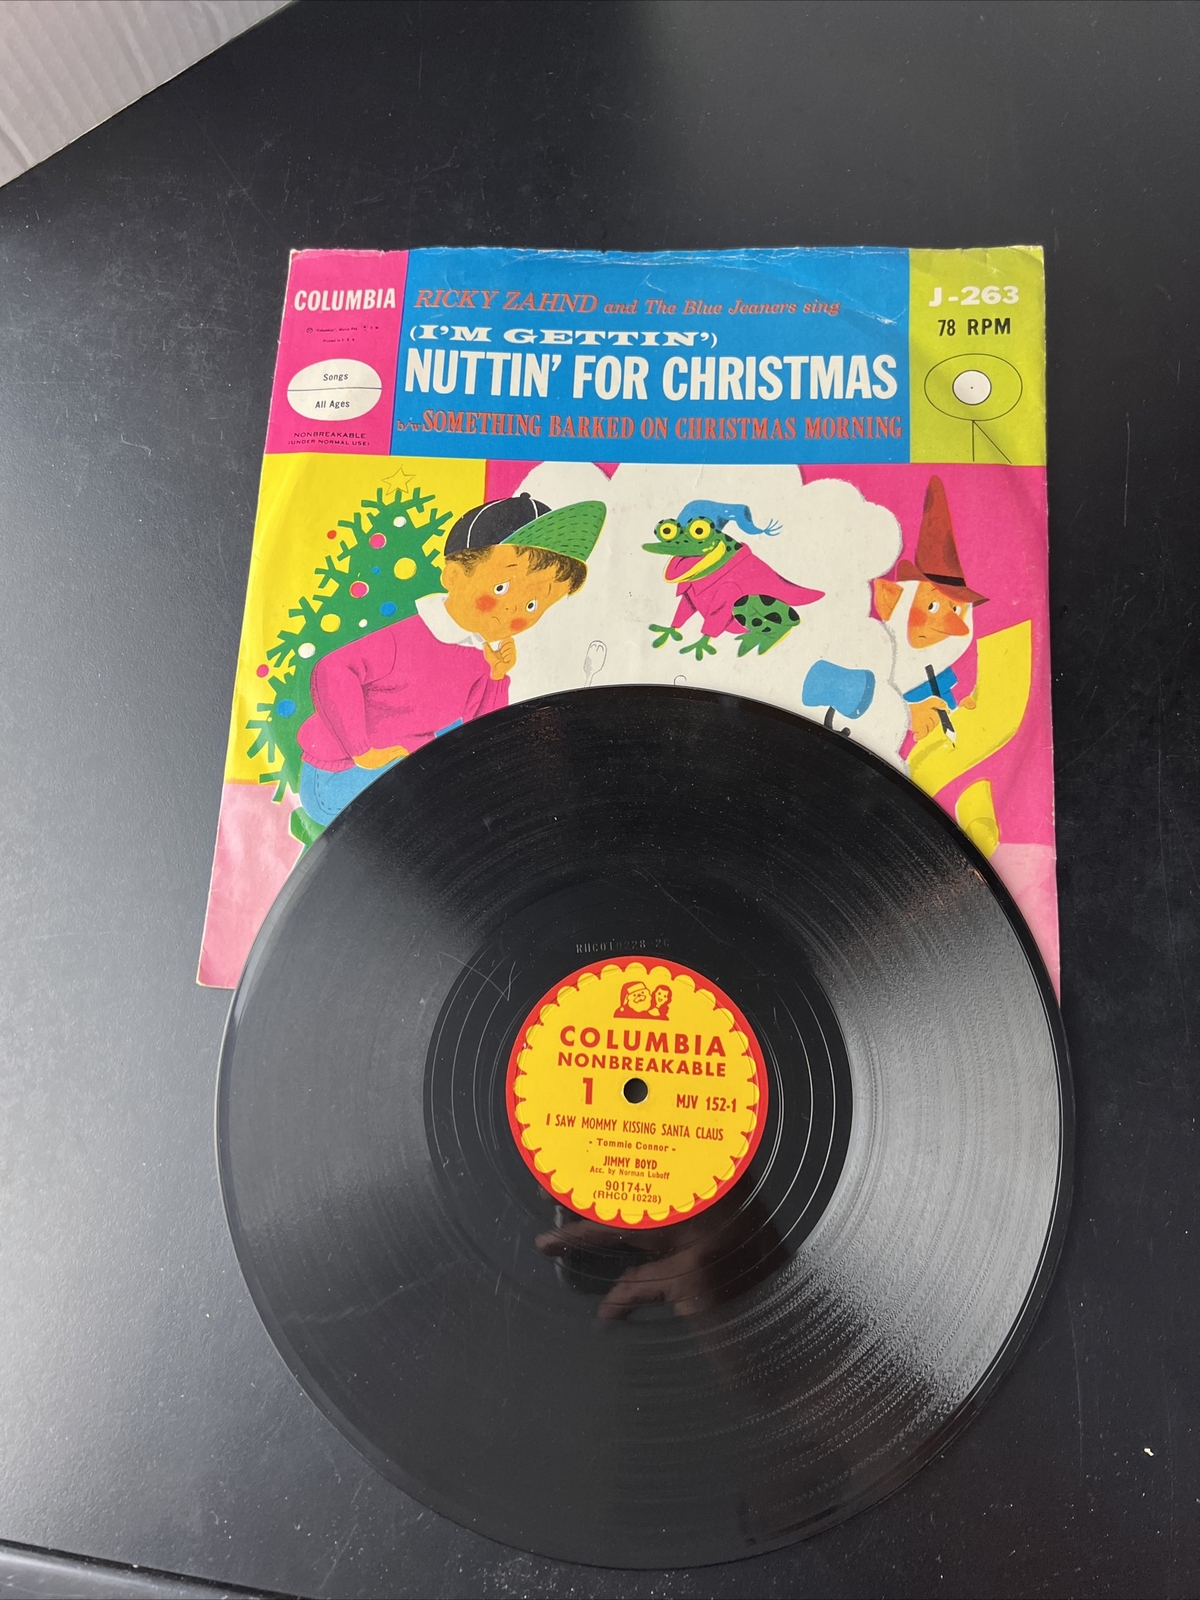 COLUMBIA
Songs
All Ages
NONBREAKABLE
(UNDER NORMAL USE)
RICKY ZAHND and The Blue Jeaners sing
(I'M GETTIN')
NUTTIN' FOR CHRISTMAS
b/w SOMETHING BARKED ON CHRISTMAS MORNING
J-263
78 RPM
COLUMBIA
NONBREAKABLE
1
MJV 152-1
I SAW MOMMY KISSING SANTA CLAUS
- Tommie Connor -
JIMMY BOYD
Acc. by Norman Luboff
90174-V
(RHCO 10228)